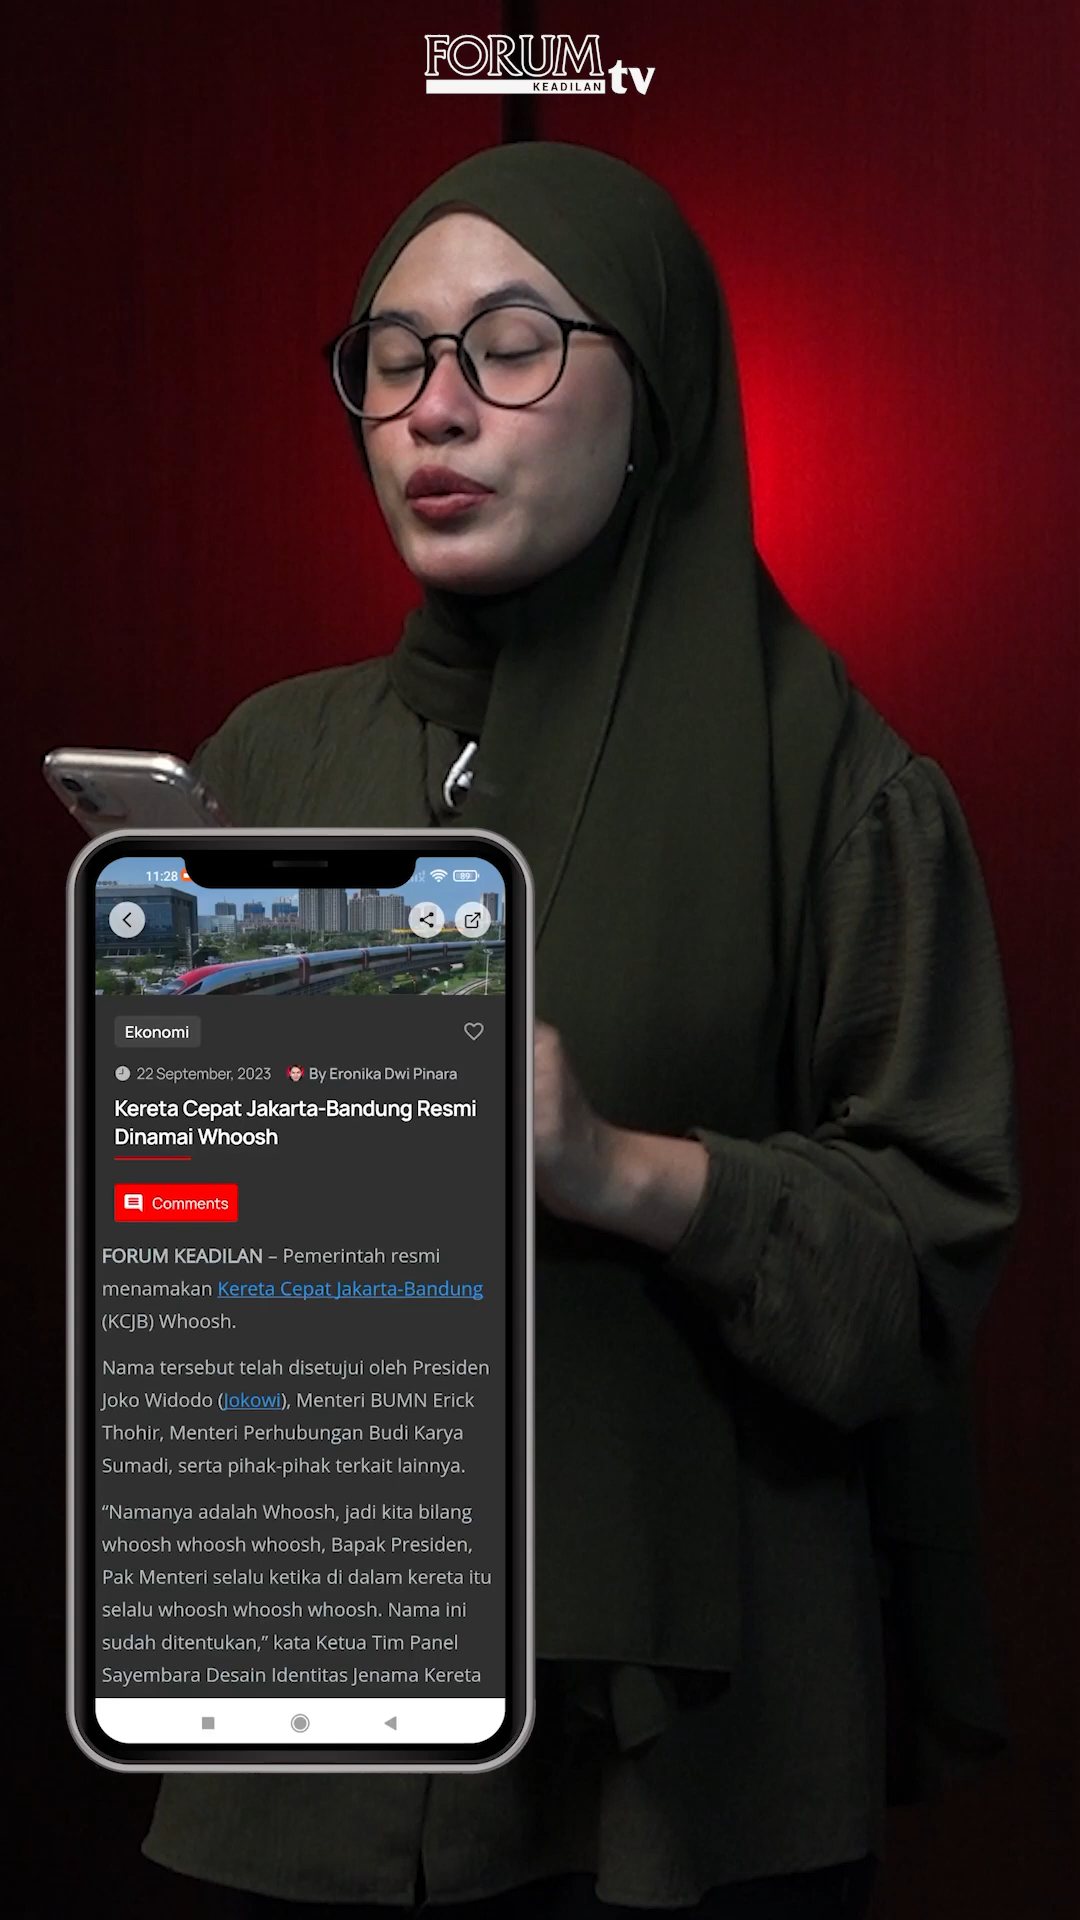 FORUM
KEADILAN tv
11:28
89
Ekonomi
22 September, 2023 By Eronika Dwi Pinara
Kereta Cepat Jakarta-Bandung Resmi
Dinamai Whoosh
Comments
FORUM KEADILAN – Pemerintah resmi
menamakan Kereta Cepat Jakarta-Bandung
(KCJB) Whoosh.
Nama tersebut telah disetujui oleh Presiden
Joko Widodo (Jokowi), Menteri BUMN Erick
Thohir, Menteri Perhubungan Budi Karya
Sumadi, serta pihak-pihak terkait lainnya.
“Namanya adalah Whoosh, jadi kita bilang
whoosh whoosh whoosh, Bapak Presiden,
Pak Menteri selalu ketika di dalam kereta itu
selalu whoosh whoosh whoosh. Nama ini
sudah ditentukan,” kata Ketua Tim Panel
Sayembara Desain Identitas Jenama Kereta